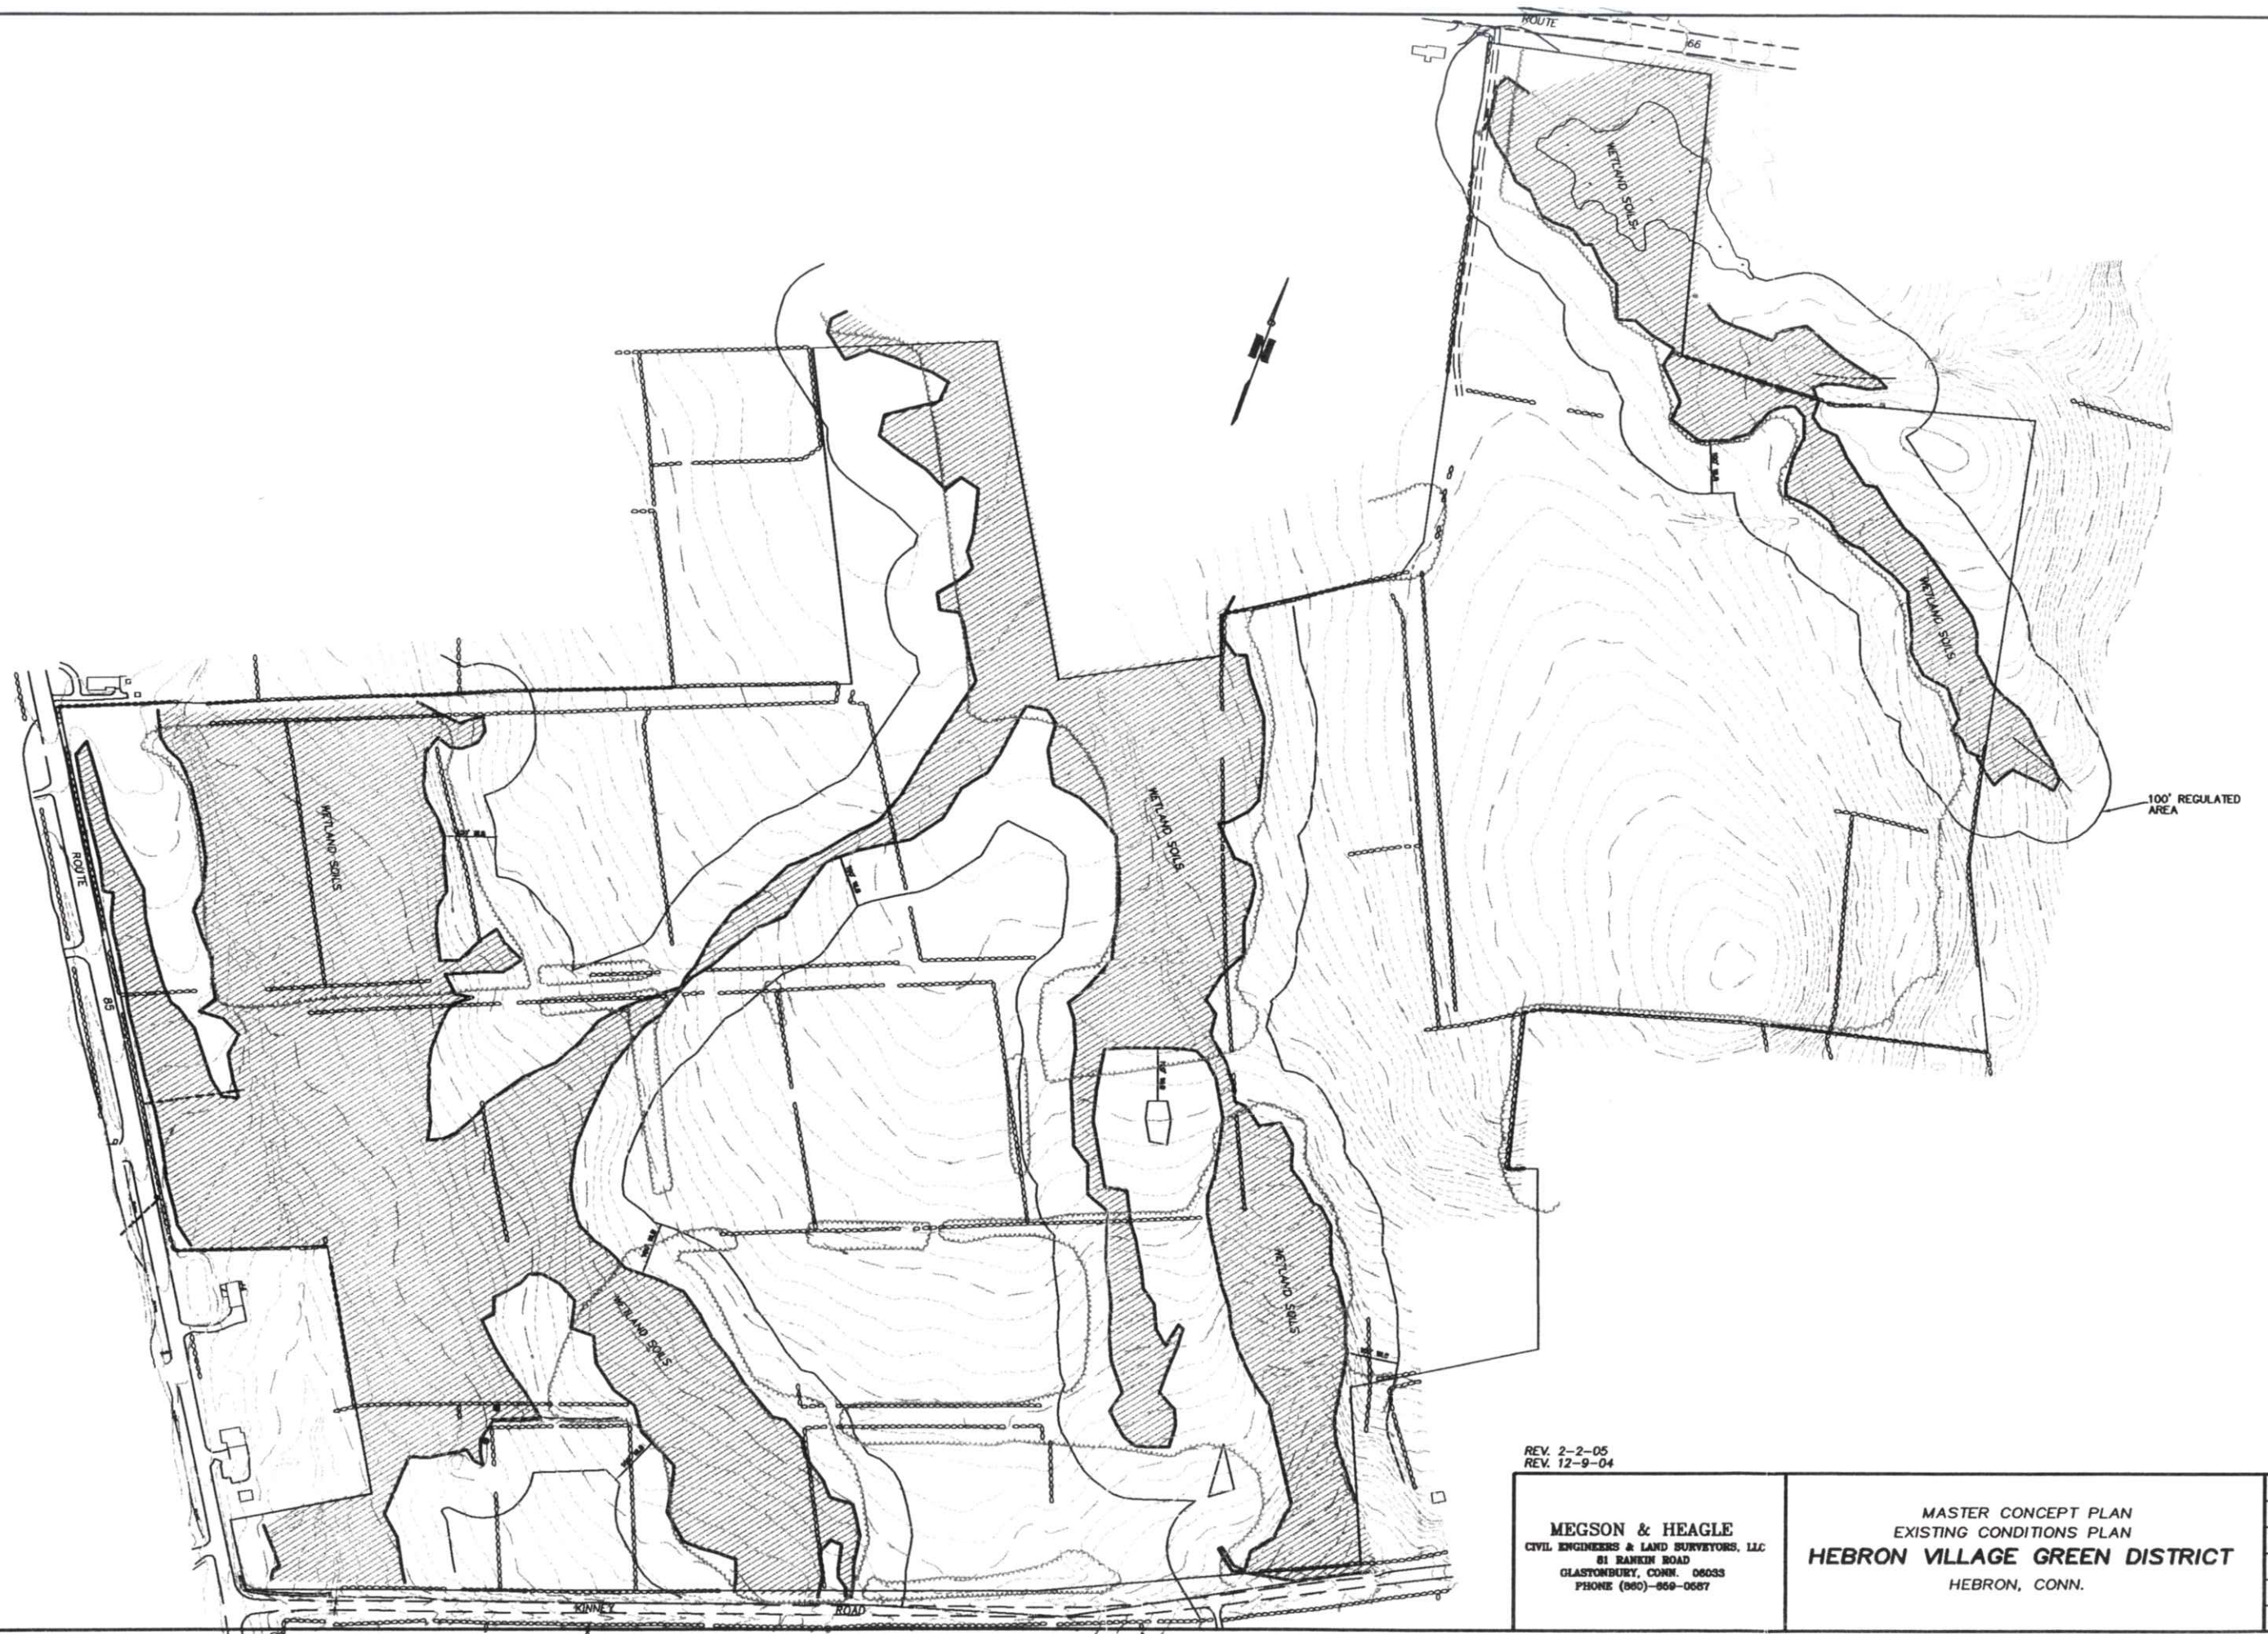 ROUTE
66
WETLAND SOILS
WETLAND SOILS
100' REGULATED
AREA
WETLAND SOILS
WETLAND SOILS
ROUTE
85
WETLAND SOILS
WETLAND SOILS
KINNEY
ROAD
REV. 2-2-05
REV. 12-9-04
MEGSON & HEAGLE
CIVIL ENGINEERS & LAND SURVEYORS, LLC
81 RANKIN ROAD
GLASTONBURY, CONN. 06033
PHONE (860)-659-0587
MASTER CONCEPT PLAN
EXISTING CONDITIONS PLAN
HEBRON VILLAGE GREEN DISTRICT
HEBRON, CONN.